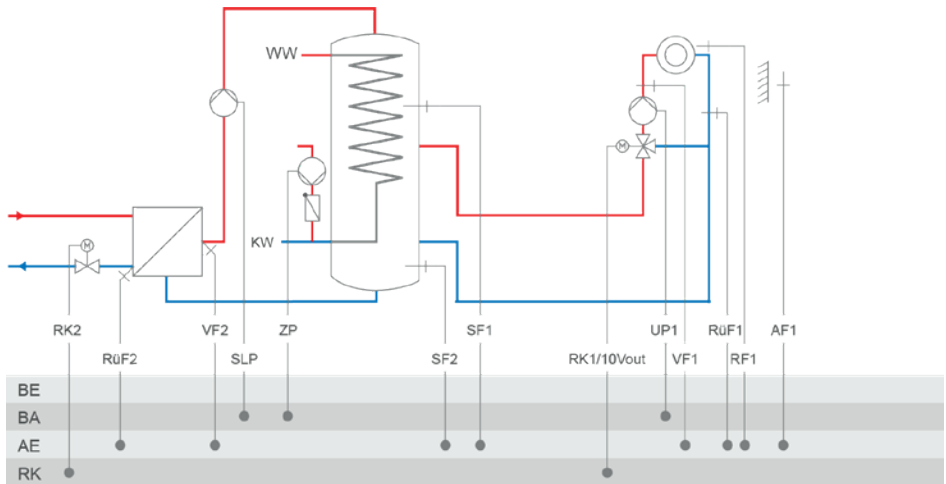 WW
M
KW
M
RK2
VF2
ZP
SF1
UP1
RüF1
AF1
RüF2
SLP
SF2
RK1/10Vout
VF1
RF1
BE
BA
AE
RK